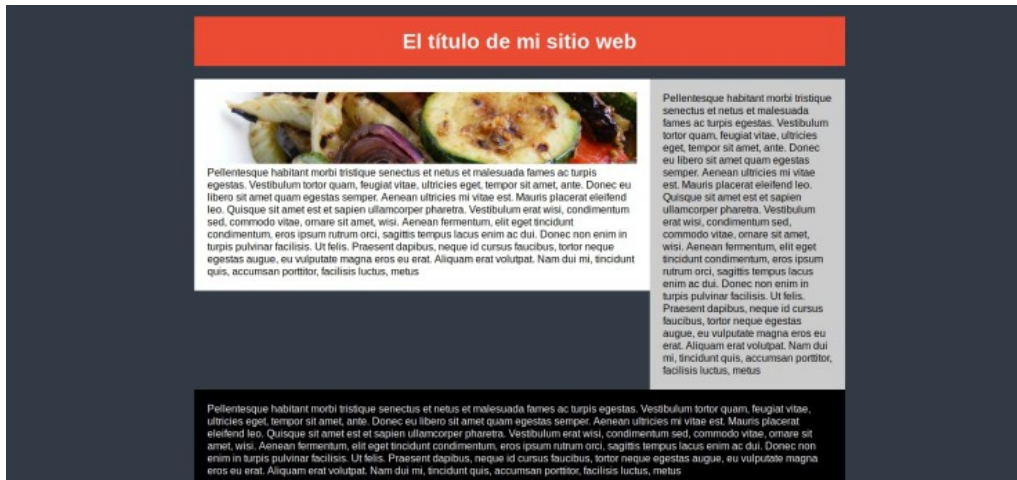 El título de mi sitio web
Pellentesque habitant morbi tristique senectus et netus et malesuada fames ac turpis
egestas. Vestibulum tortor quam, feugiat vitae, ultricies eget, tempor sit amet, ante. Donec eu
libero sit amet quam egestas semper. Aenean ultricies mi vitae est. Mauris placerat eleifend
leo. Quisque sit amet est et sapien ullamcorper pharetra. Vestibulum erat wisi, condimentum
sed, commodo vitae, ornare sit amet, wisi. Aenean fermentum, elit eget tincidunt
condimentum, eros ipsum rutrum orci, sagittis tempus lacus enim ac dui. Donec non enim in
turpis pulvinar facilisis. Ut felis. Praesent dapibus, neque id cursus faucibus, tortor neque
egestas augue, eu vulputate magna eros eu erat. Aliquam erat volutpat. Nam dui mi, tincidunt
quis, accumsan porttitor, facilisis luctus, metus
Pellentesque habitant morbi tristique
senectus et netus et malesuada
fames ac turpis egestas. Vestibulum
tortor quam, feugiat vitae, ultricies
eget, tempor sit amet, ante. Donec
eu libero sit amet quam egestas
semper. Aenean ultricies mi vitae
est. Mauris placerat eleifend leo.
Quisque sit amet est et sapien
ullamcorper pharetra. Vestibulum
erat wisi, condimentum sed,
commodo vitae, ornare sit amet,
wisi. Aenean fermentum, elit eget
tincidunt condimentum, eros ipsum
rutrum orci, sagittis tempus lacus
enim ac dui. Donec non enim in
turpis pulvinar facilisis. Ut felis.
Praesent dapibus, neque id cursus
faucibus, tortor neque egestas
augue, eu vulputate magna eros eu
erat. Aliquam erat volutpat. Nam dui
mi, tincidunt quis, accumsan porttitor,
facilisis luctus, metus
Pellentesque habitant morbi tristique senectus et netus et malesuada fames ac turpis egestas. Vestibulum tortor quam, feugiat vitae,
ultricies eget, tempor sit amet, ante. Donec eu libero sit amet quam egestas semper. Aenean ultricies mi vitae est. Mauris placerat
eleifend leo. Quisque sit amet est et sapien ullamcorper pharetra. Vestibulum erat wisi, condimentum sed, commodo vitae, ornare sit
amet, wisi. Aenean fermentum, elit eget tincidunt condimentum, eros ipsum rutrum orci, sagittis tempus lacus enim ac dui. Donec non
enim in turpis pulvinar facilisis. Ut felis. Praesent dapibus, neque id cursus faucibus, tortor neque egestas augue, eu vulputate magna
eros eu erat. Aliquam erat volutpat. Nam dui mi, tincidunt quis, accumsan porttitor, facilisis luctus, metus